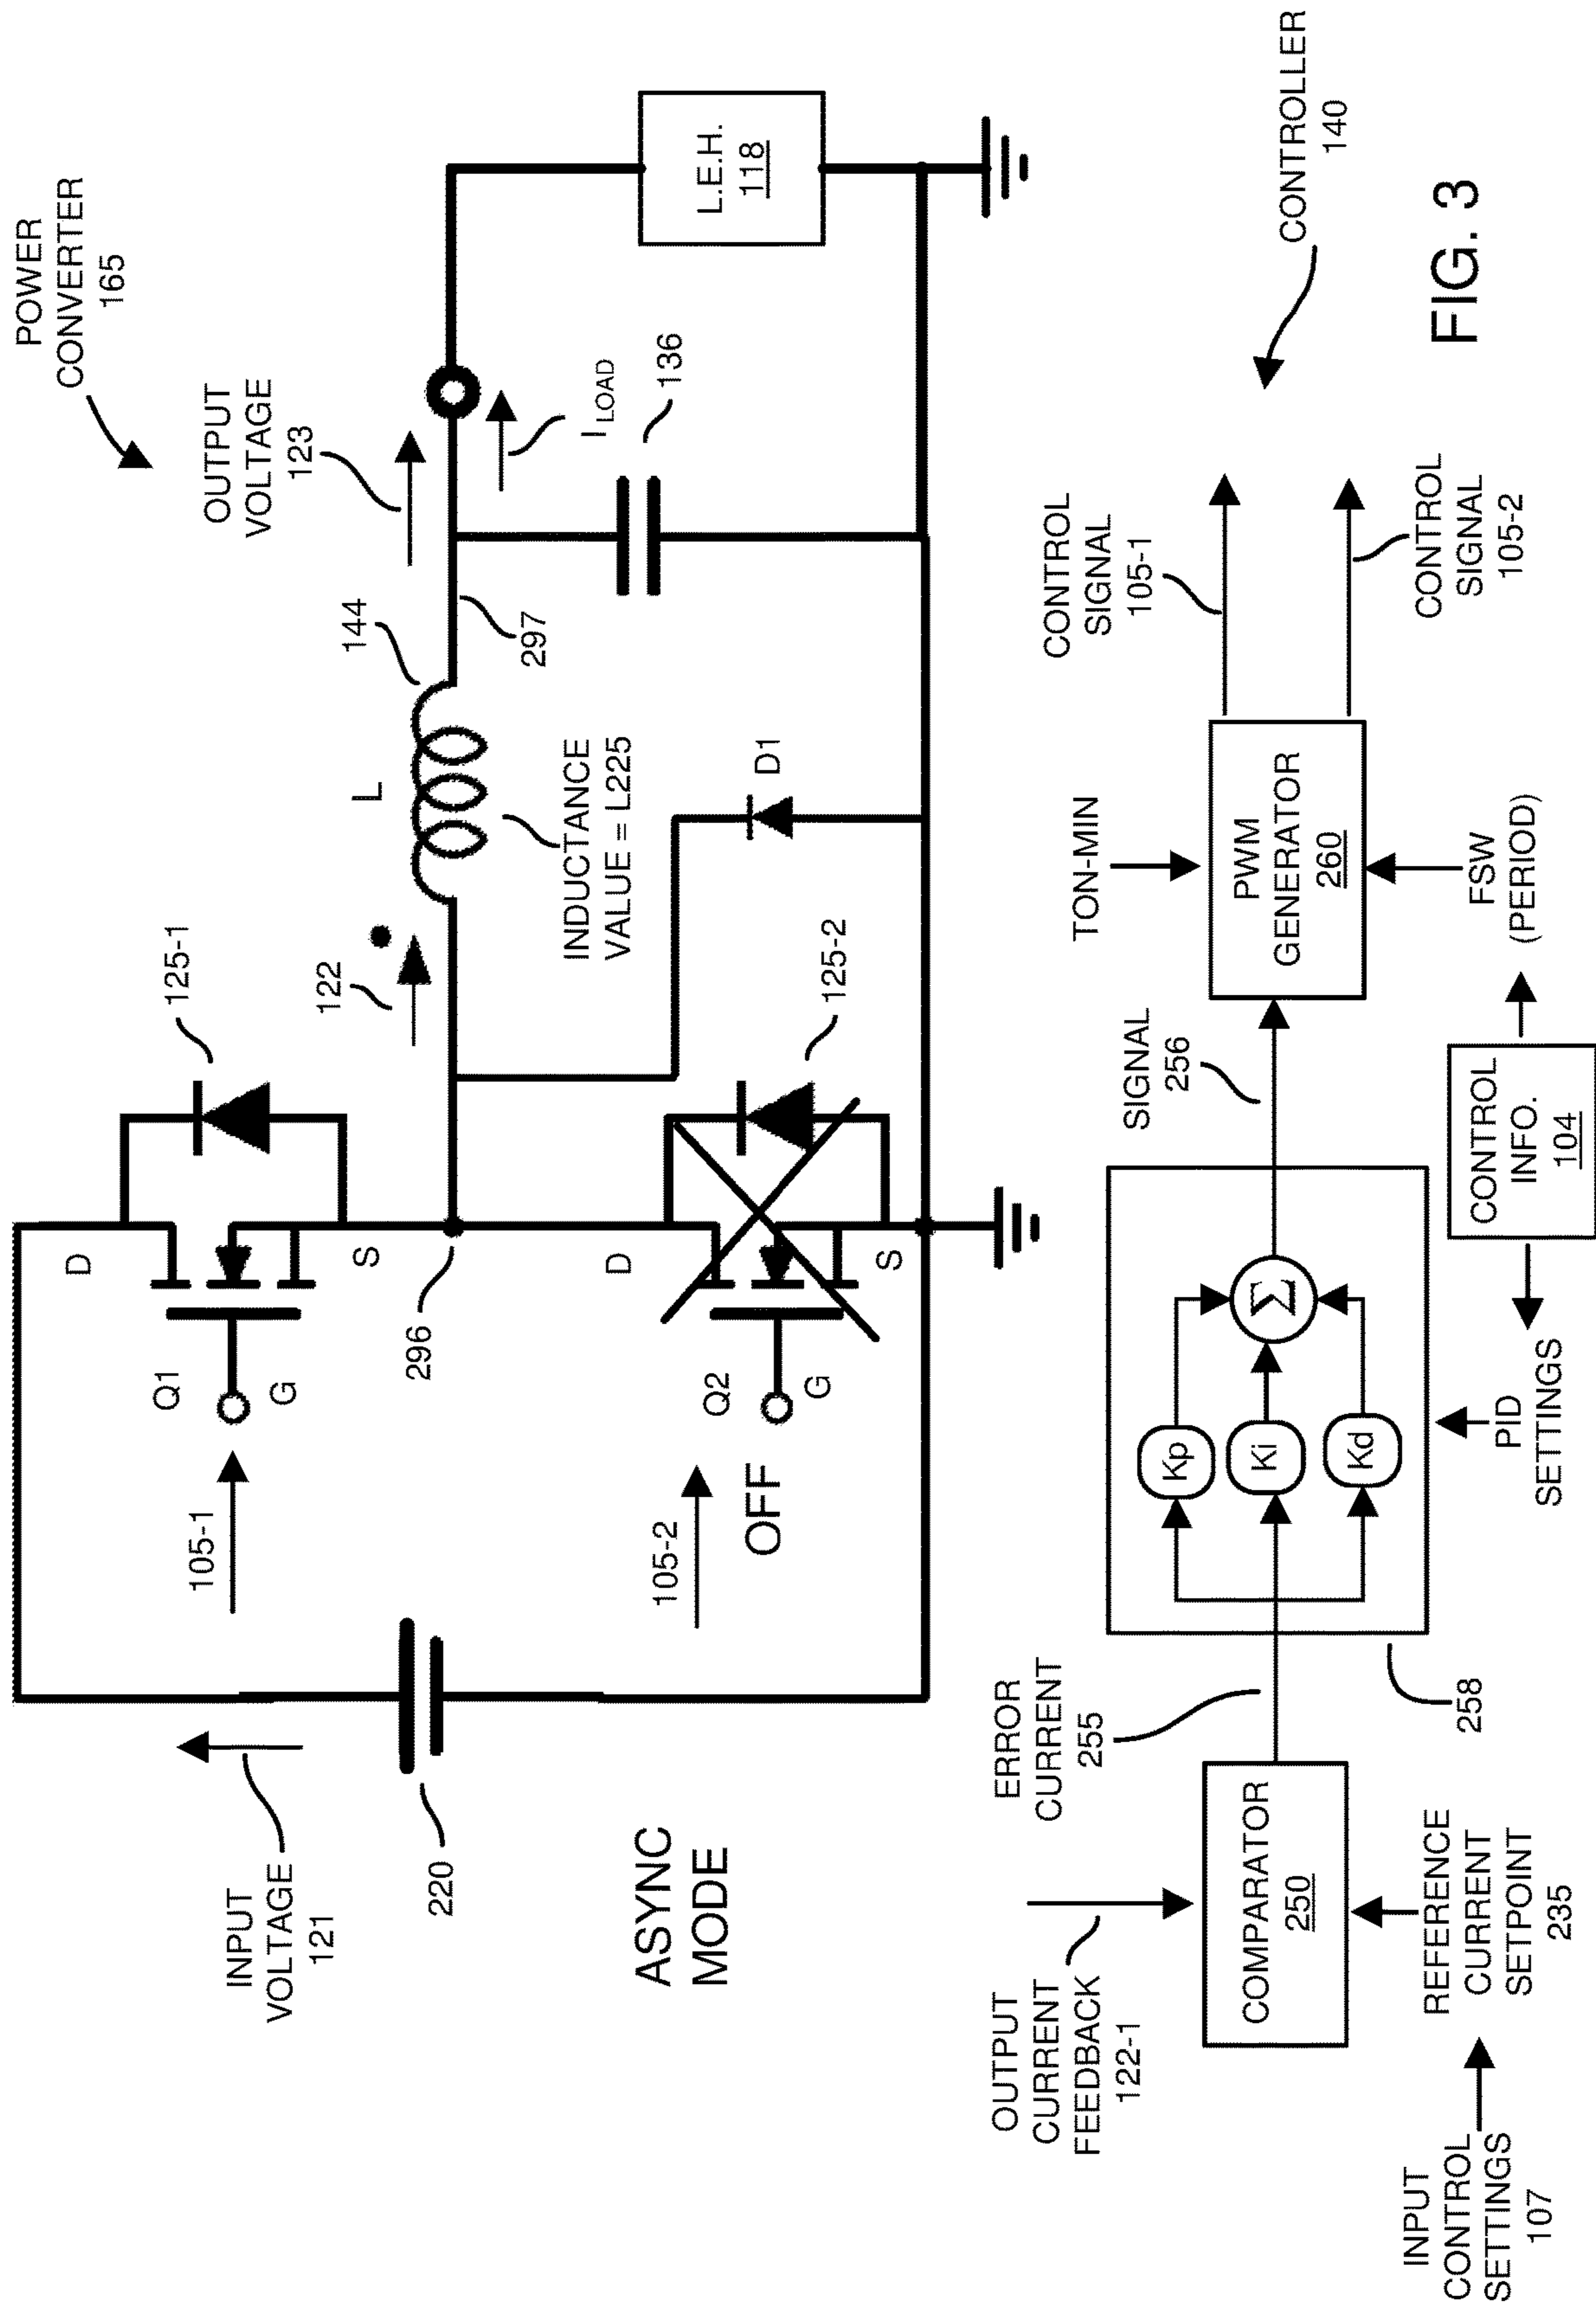 POWER
CONVERTER
165
INPUT
VOLTAGE
121
220
ASYNC
MODE
105-1
Q1
G
D
S
125-1
296
105-2
OFF
Q2
G
D
S
125-2
122
L
144
INDUCTANCE
VALUE = L225
D1
297
OUTPUT
VOLTAGE
123
I LOAD
136
L.E.H.
118
OUTPUT
CURRENT
FEEDBACK
122-1
INPUT
CONTROL
SETTINGS
107
REFERENCE
CURRENT
SETPOINT
235
COMPARATOR
250
ERROR
CURRENT
255
258
Kp
Ki
Kd
Σ
PID
SETTINGS
CONTROL
INFO.
104
SIGNAL
256
TON-MIN
PWM
GENERATOR
260
FSW
(PERIOD)
CONTROL
SIGNAL
105-1
CONTROL
SIGNAL
105-2
CONTROLLER
140
FIG. 3